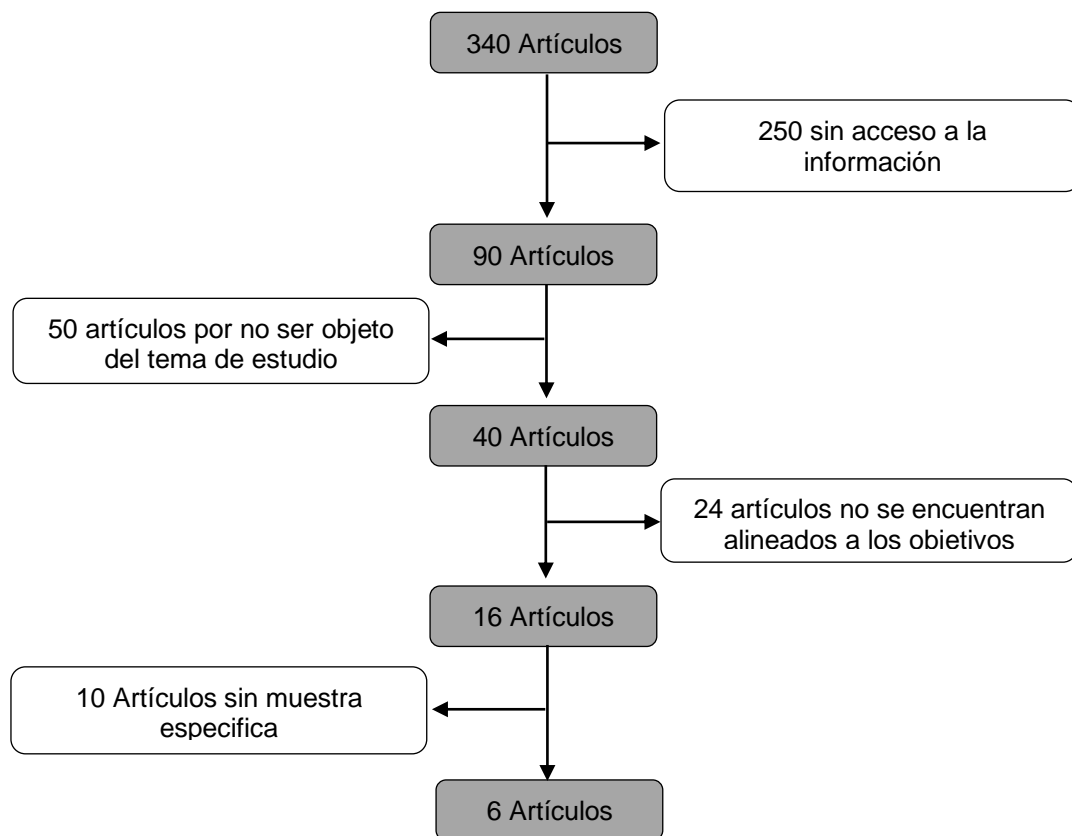 340 Artículos
250 sin acceso a la
información
90 Artículos
50 artículos por no ser objeto
del tema de estudio
40 Artículos
24 artículos no se encuentran
alineados a los obietivos
16 Artículos
10 Artículos sin muestra
especifica
6 Artículos